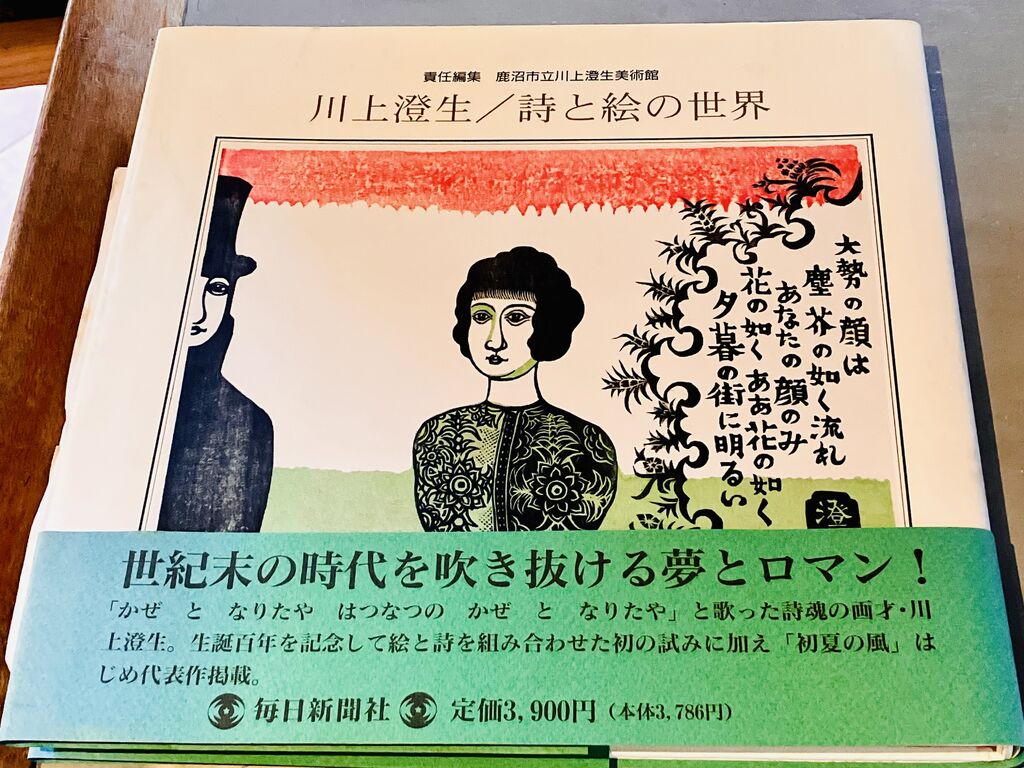 責任編集　鹿沼市立川上澄生美術館
川上澄生／詩と絵の世界
大勢の顔は
塵芥の如く流れ
あなたの顔のみ
花の如くああ花の如く
夕暮の街に明るい
澄
世紀末の時代を吹き抜ける夢とロマン！
「かぜ　と　なりたや　はつなつの　かぜ　と　なりたや」と歌った詩魂の画才・川
上澄生。生誕百年を記念して絵と詩を組み合わせた初の試みに加え「初夏の風」は
じめ代表作掲載。
毎日新聞社　定価3,900円（本体3,786円）